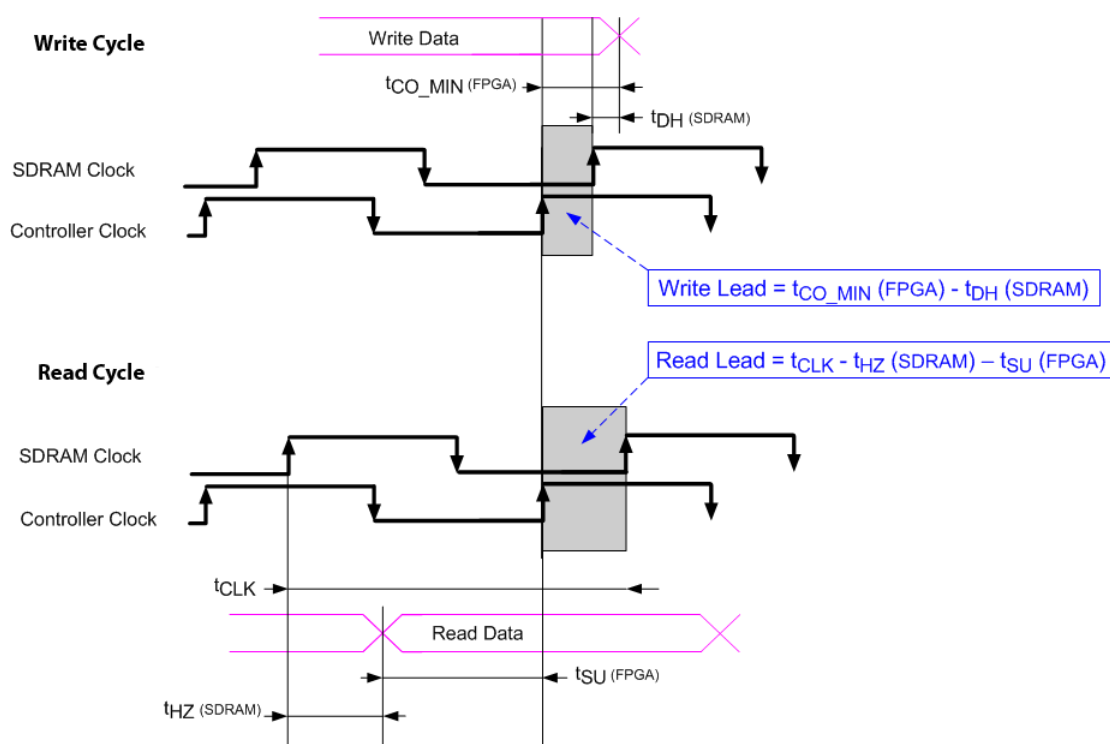 Write Cycle
Write Data
tCO_MIN (FPGA)
tDH (SDRAM)
SDRAM Clock
Controller Clock
Write Lead = tCO_MIN (FPGA) - tDH (SDRAM)
Read Lead = tCLK - tHZ (SDRAM) – tSU (FPGA)
Read Cycle
SDRAM Clock
Controller Clock
tCLK
Read Data
tSU (FPGA)
tHZ (SDRAM)